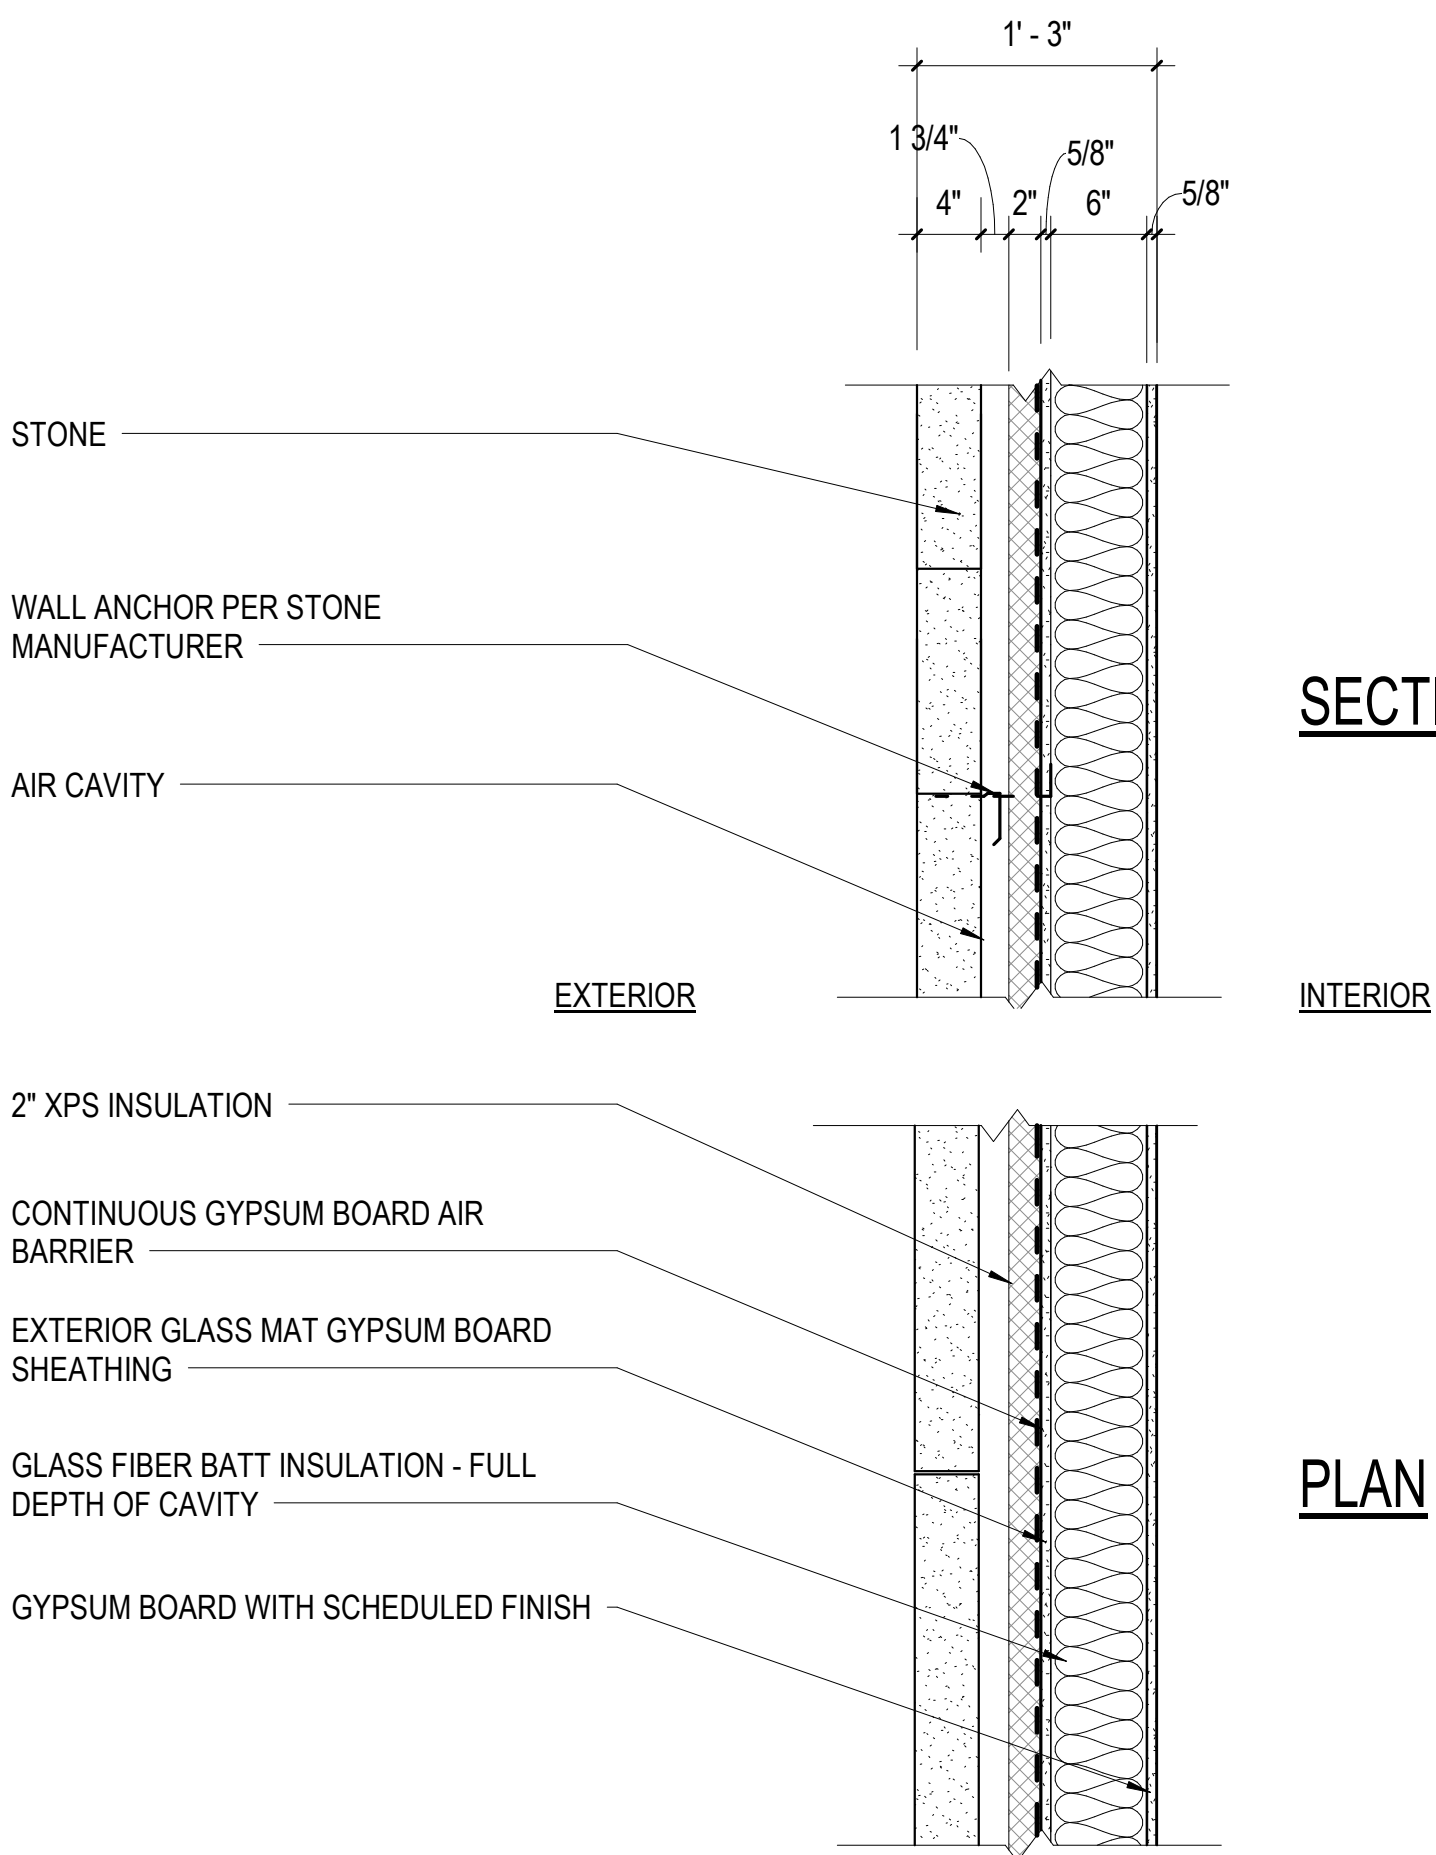 1' - 3"
1 3/4"
5/8"
4"
2"
6"
5/8"
STONE
WALL ANCHOR PER STONE
MANUFACTURER
SECTI
AIR CAVITY
EXTERIOR
INTERIOR
2" XPS INSULATION
CONTINUOUS GYPSUM BOARD AIR
BARRIER
EXTERIOR GLASS MAT GYPSUM BOARD
SHEATHING
GLASS FIBER BATT INSULATION - FULL
DEPTH OF CAVITY
PLAN
GYPSUM BOARD WITH SCHEDULED FINISH